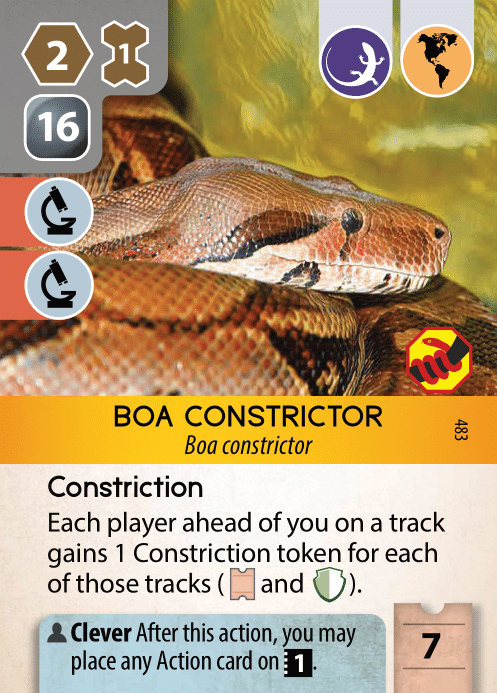 2
1
16
BOA CONSTRICTOR
Boa constrictor
483
Constriction
Each player ahead of you on a track
gains 1 Constriction token for each
of those tracks ( and ).
Clever After this action, you may
place any Action card on 1.
7